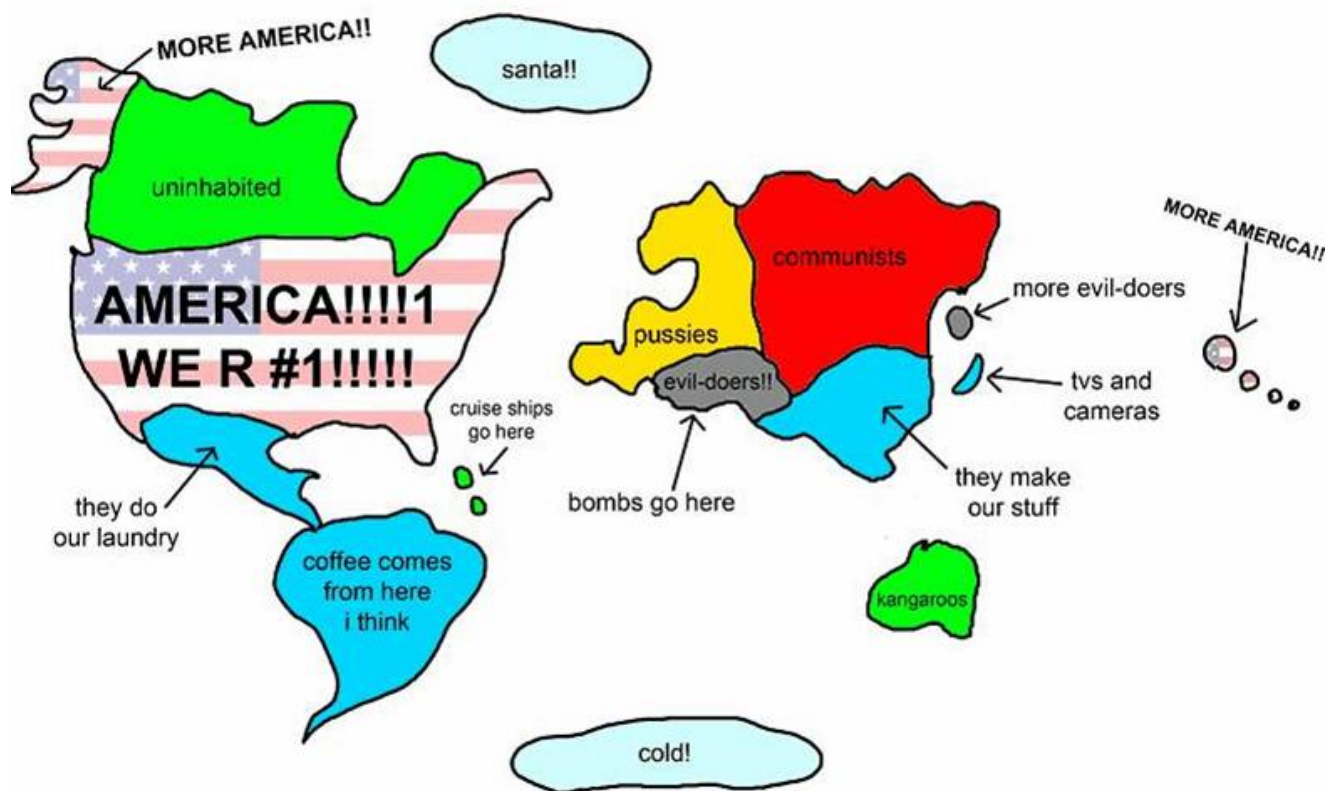 MORE AMERICA!!
santa!!
uninhabited
AMERICA!!!!1
WE R #1!!!!!
cruise ships
go here
they do
our laundry
coffee comes
from here
i think
pussies
communists
evil-doers!!
bombs go here
more evil-doers
tvs and
cameras
they make
our stuff
kangaroos
MORE AMERICA!!
cold!